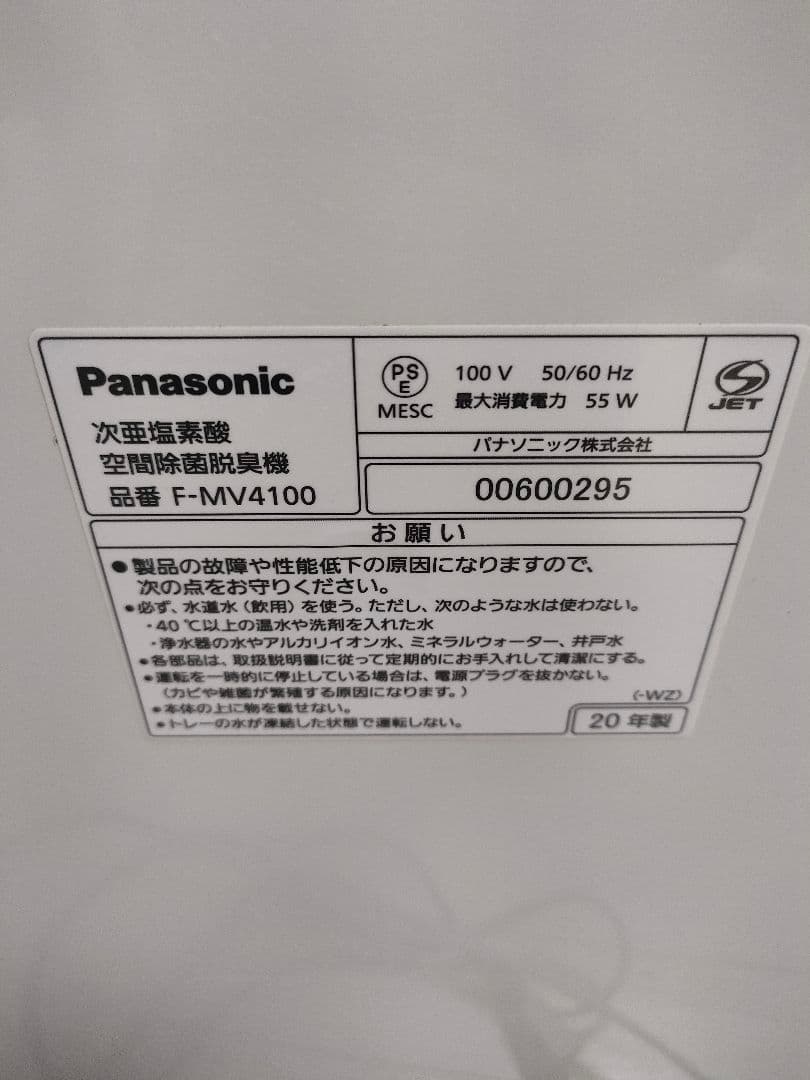 Panasonic
次亜塩素酸
空間除菌脱臭機
品番 F-MV4100
PS
E
MESC
100 V 50/60 Hz
最大消費電力 55 W
JET
パナソニック株式会社
00600295
お願い
●製品の故障や性能低下の原因になりますので、
次の点をお守りください。
●必ず、水道水(飲用)を使う。ただし、次のような水は使わない。
・40 ℃以上の温水や洗剤を入れた水
・浄水器の水やアルカリイオン水、ミネラルウォーター、井戸水
●各部品は、取扱説明書に従って定期的にお手入れして清潔にする。
●運転を一時的に停止している場合は、電源プラグを抜かない。
(カビや雑菌が繁殖する原因になります。)
●本体の上に物を載せない。
●トレーの水が凍結した状態で運転しない。
(-WZ)
20 年製